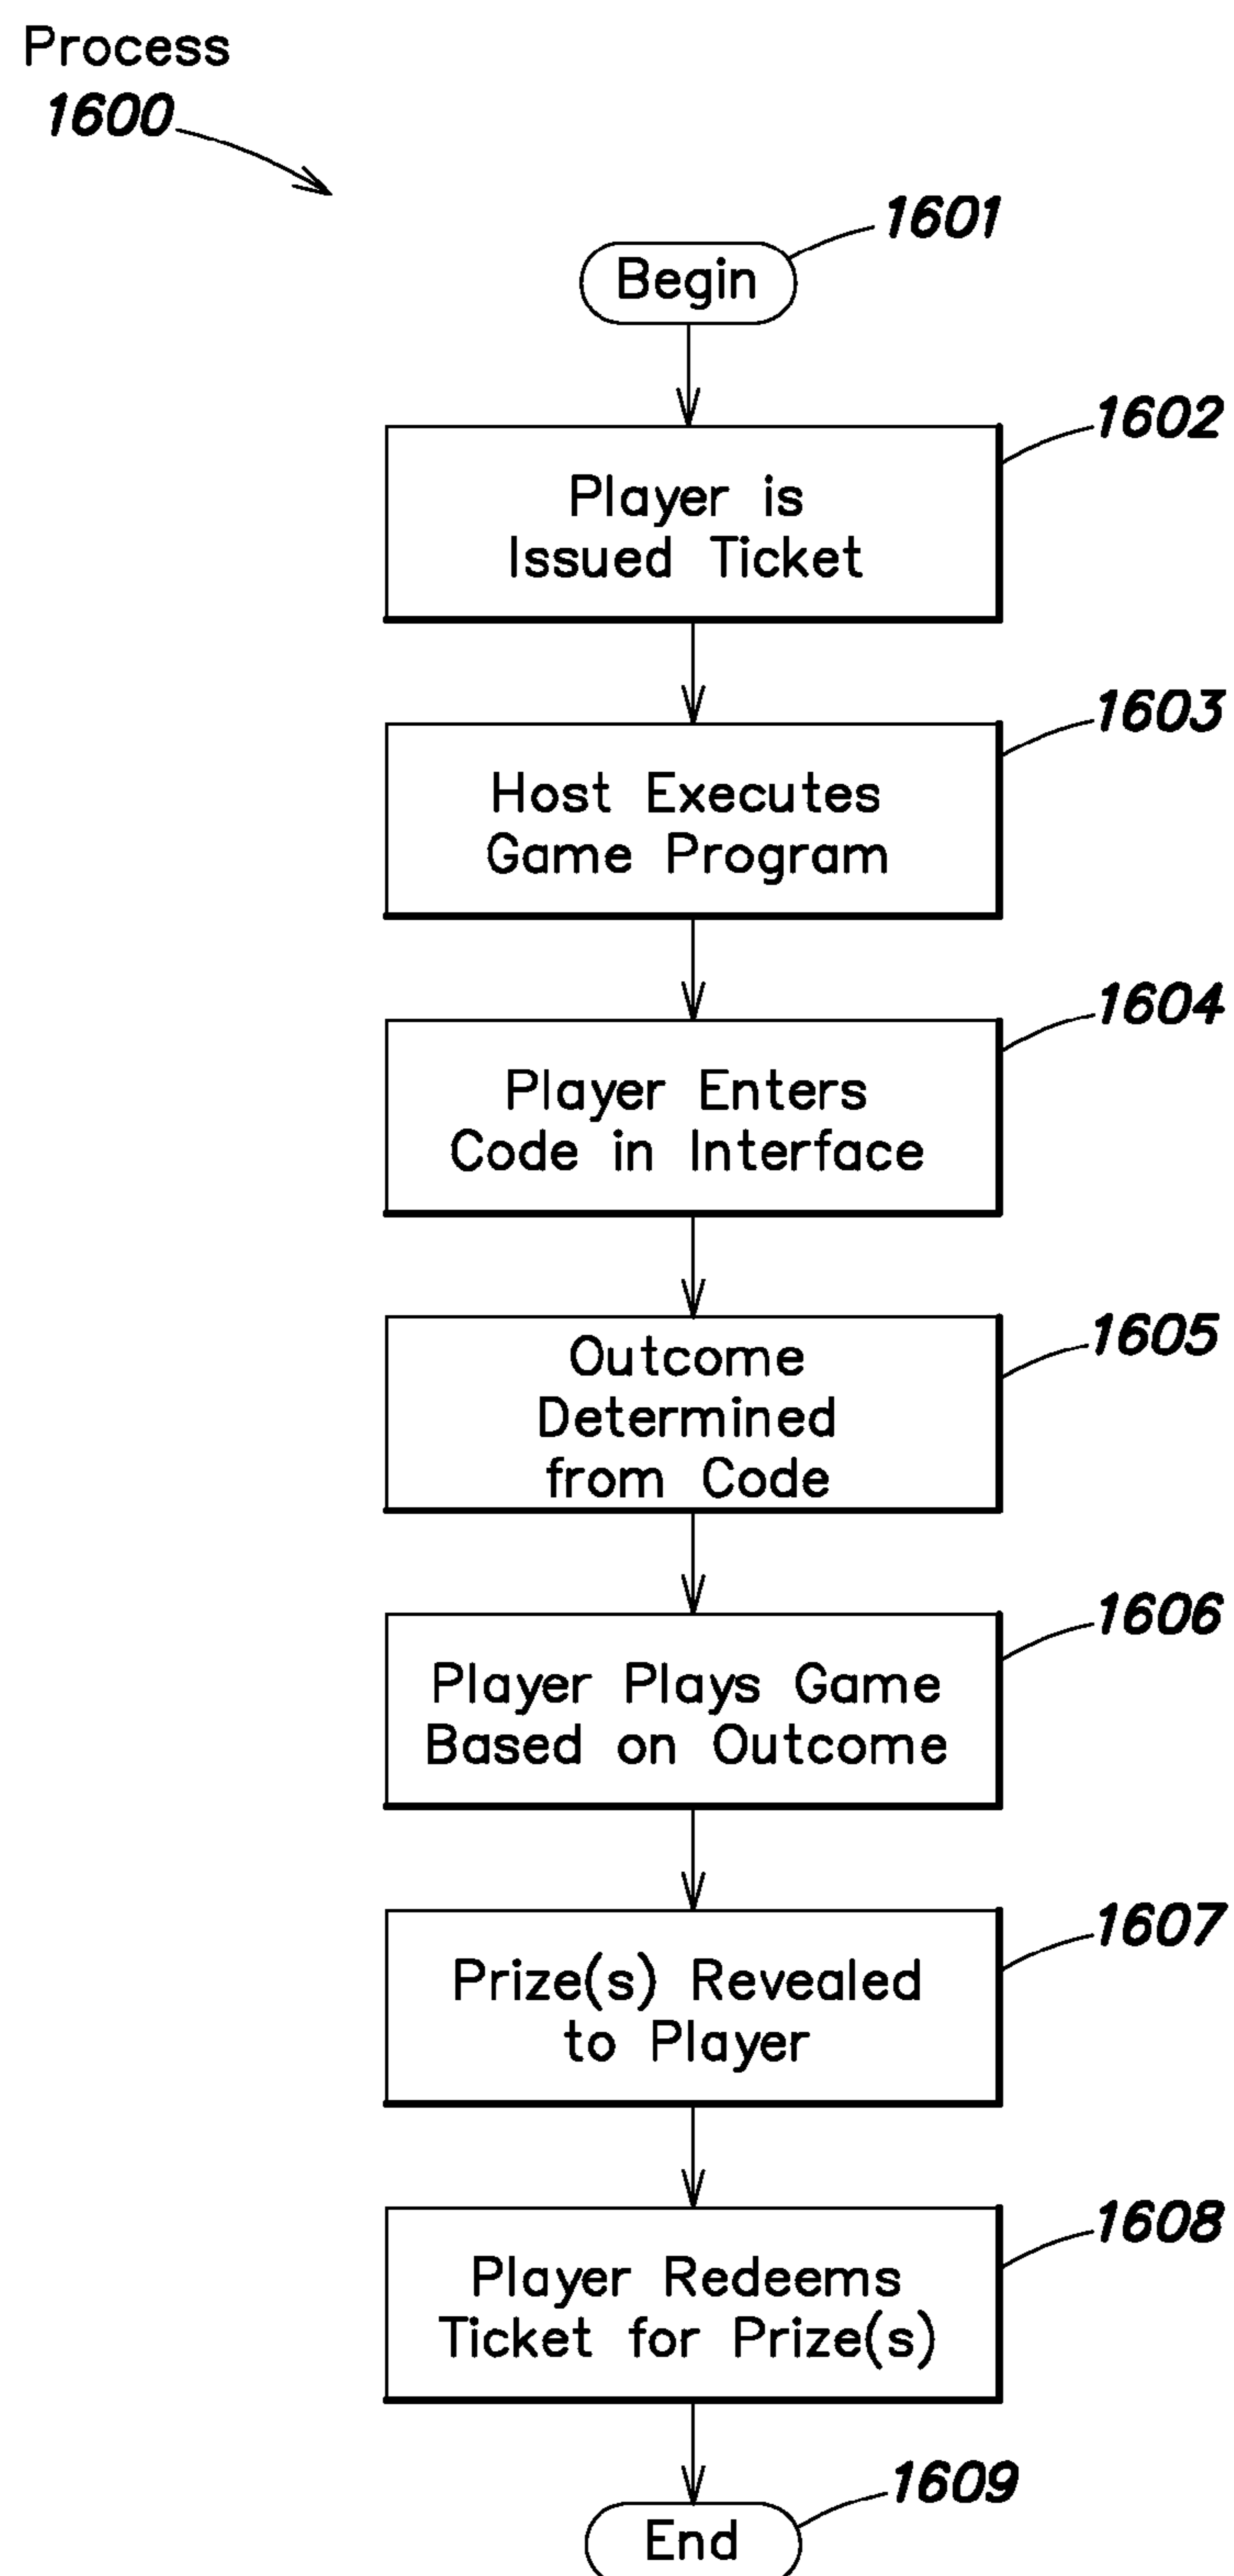 Process
1600
1601
Begin
1602
Player is
Issued Ticket
1603
Host Executes
Game Program
1604
Player Enters
Code in Interface
1605
Outcome
Determined
from Code
1606
Player Plays Game
Based on Outcome
1607
Prize(s) Revealed
to Player
1608
Player Redeems
Ticket for Prize(s)
1609
End